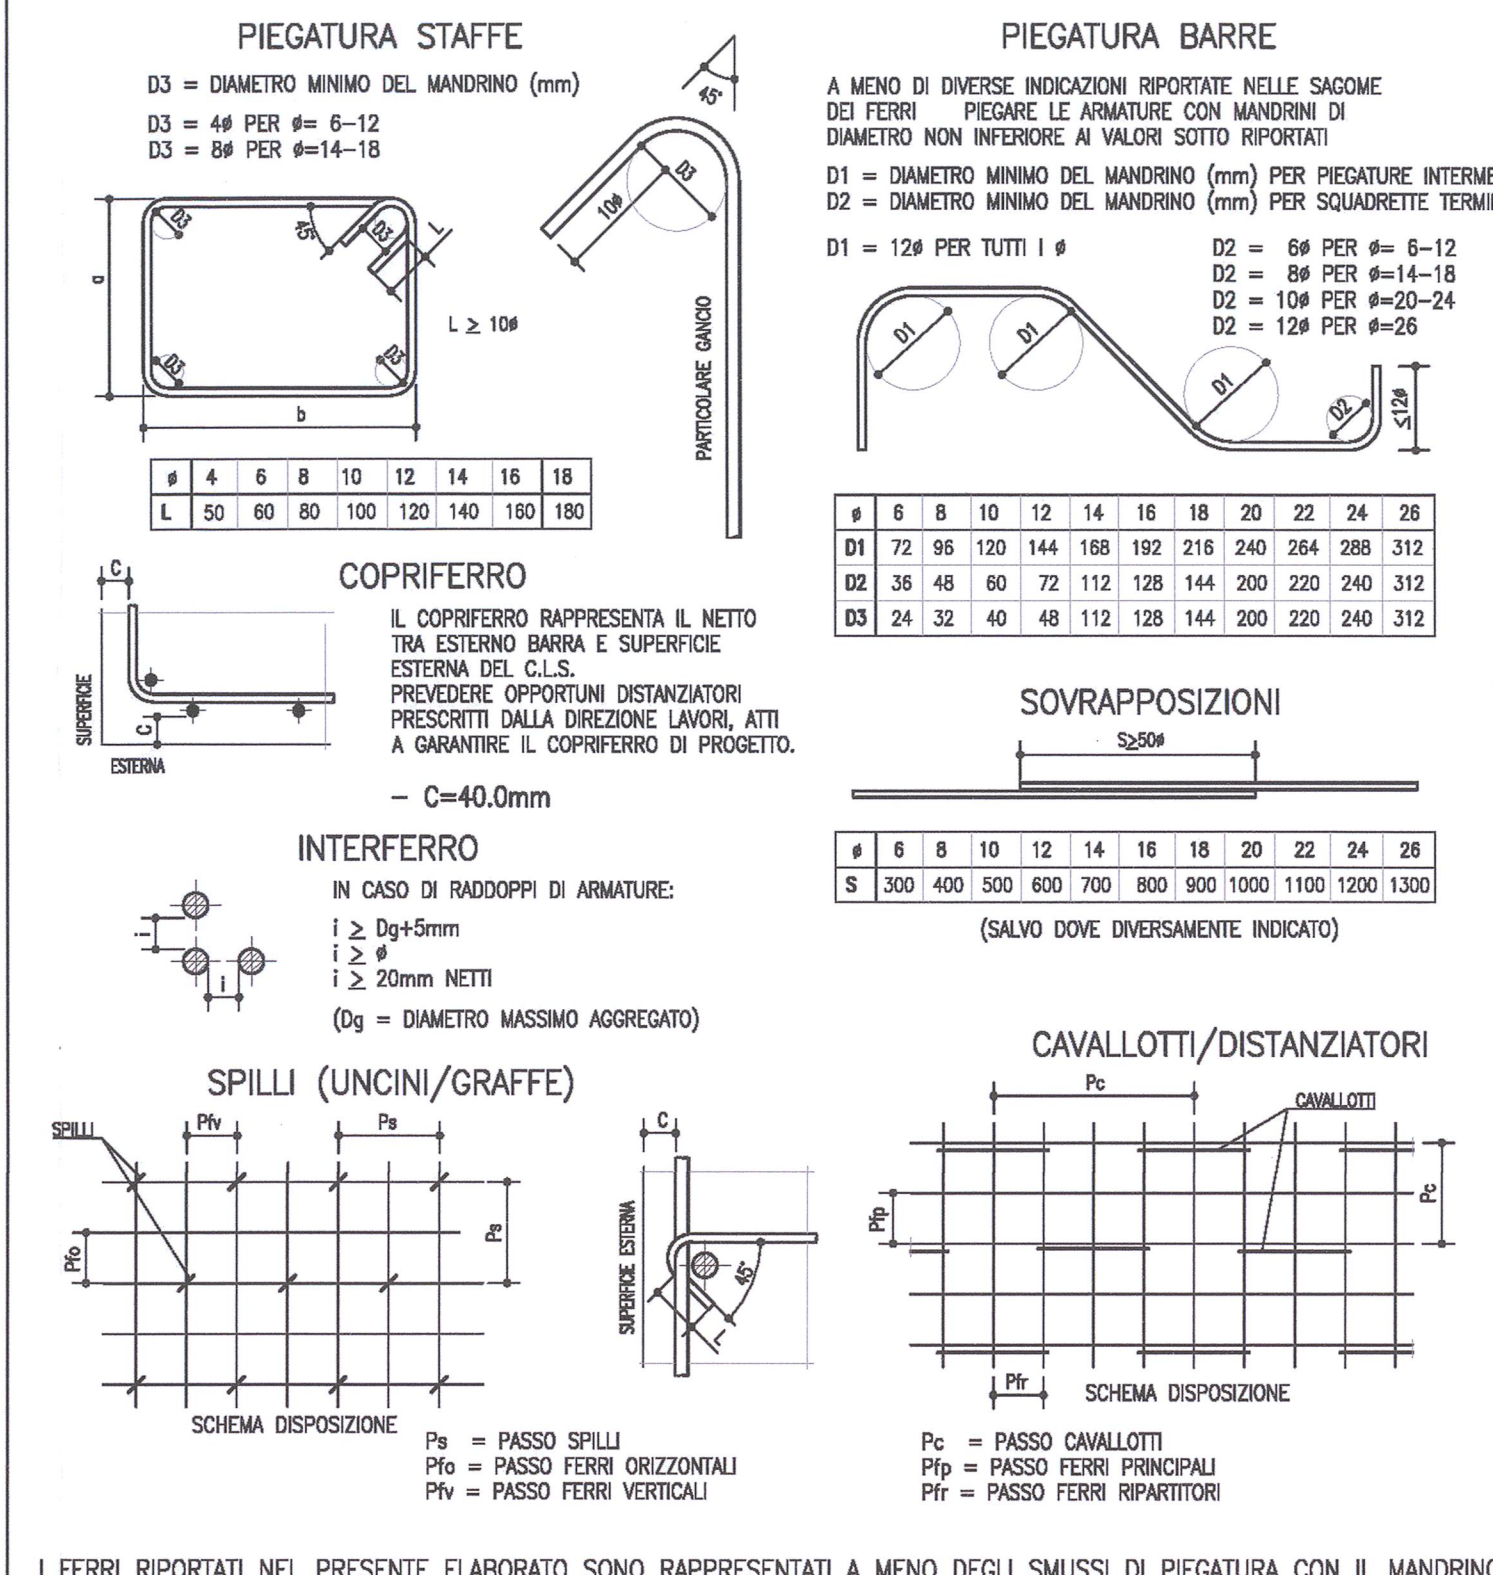 PIEGATURA STAFFE
D3 = DIAMETRO MINIMO DEL MANDRINO (mm)
D3 = 4ø PER ø= 6-12
D3 = 8ø PER ø=14-18
45°
D3
10ø
PARTICOLARE GANCIO
D3
45°
D3
L
a
L ≥ 10ø
D3
D3
b
ø 4 6 8 10 12 14 16 18
L 50 60 80 100 120 140 160 180
COPRIFERRO
C
IL COPRIFERRO RAPPRESENTA IL NETTO
TRA ESTERNO BARRA E SUPERFICIE
ESTERNA DEL C.L.S.
PREVEDERE OPPORTUNI DISTANZIATORI
PRESCRITTI DALLA DIREZIONE LAVORI, ATTI
A GARANTIRE IL COPRIFERRO DI PROGETTO.
SUPERFICIE
C
ESTERNA
- C=40.0mm
INTERFERRO
IN CASO DI RADDOPPI DI ARMATURE:
i ≥ Dg+5mm
i ≥ ø
i ≥ 20mm NETTI
(Dg = DIAMETRO MASSIMO AGGREGATO)
i
i
SPILLI (UNCINI/GRAFFE)
SPILLI
Pfv
Ps
Ps
Pfo
SCHEMA DISPOSIZIONE
C
SUPERFICIE ESTERNA
45°
L
Ps = PASSO SPILLI
Pfo = PASSO FERRI ORIZZONTALI
Pfv = PASSO FERRI VERTICALI
PIEGATURA BARRE
A MENO DI DIVERSE INDICAZIONI RIPORTATE NELLE SAGOME
DEI FERRI PIEGARE LE ARMATURE CON MANDRINI DI
DIAMETRO NON INFERIORE AI VALORI SOTTO RIPORTATI
D1 = DIAMETRO MINIMO DEL MANDRINO (mm) PER PIEGATURE INTERME
D2 = DIAMETRO MINIMO DEL MANDRINO (mm) PER SQUADRETTE TERMI
D1 = 12ø PER TUTTI I ø
D2 = 6ø PER ø= 6-12
D2 = 8ø PER ø=14-18
D2 = 10ø PER ø=20-24
D2 = 12ø PER ø=26
D1
D1
D1
D2
≤12ø
ø 6 8 10 12 14 16 18 20 22 24 26
D1 72 96 120 144 168 192 216 240 264 288 312
D2 36 48 60 72 112 128 144 200 220 240 312
D3 24 32 40 48 112 128 144 200 220 240 312
SOVRAPPOSIZIONI
S≥50ø
ø 6 8 10 12 14 16 18 20 22 24 26
S 300 400 500 600 700 800 900 1000 1100 1200 1300
(SALVO DOVE DIVERSAMENTE INDICATO)
CAVALLOTTI/DISTANZIATORI
Pc
CAVALLOTTI
Pc
Pfp
Pfr
SCHEMA DISPOSIZIONE
Pc = PASSO CAVALLOTTI
Pfp = PASSO FERRI PRINCIPALI
Pfr = PASSO FERRI RIPARTITORI
I FERRI RIPORTATI NEL PRESENTE ELABORATO SONO RAPPRESENTATI A MENO DEGLI SMUSSI DI PIEGATURA CON IL MANDRINO